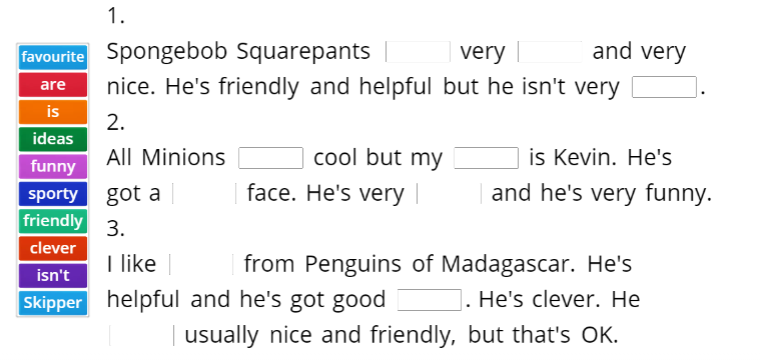 favourite
are
is
ideas
funny
sporty
friendly
clever
isn't
Skipper
1.
Spongebob Squarepants very and very
nice. He's friendly and helpful but he isn't very .
2.
All Minions cool but my is Kevin. He's
got a face. He's very and he's very funny.
3.
I like from Penguins of Madagascar. He's
helpful and he's got good . He's clever. He
usually nice and friendly, but that's OK.